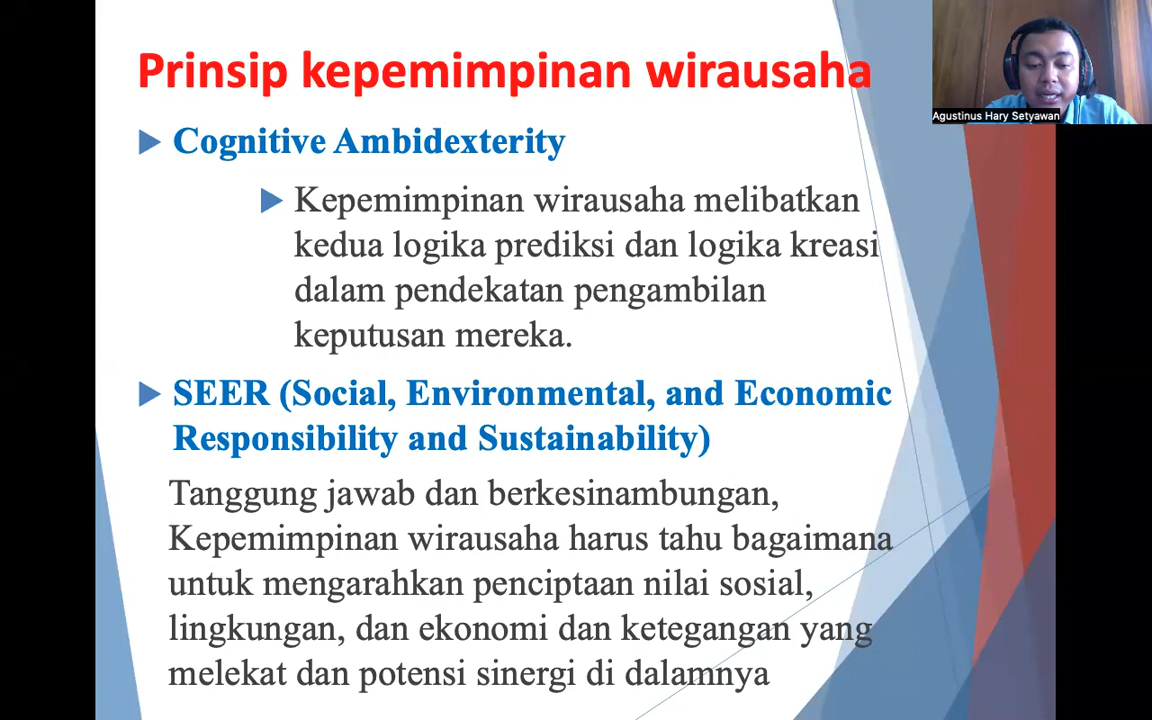 Prinsip kepemimpinan wirausaha
Agustinus Hary Setyawan
Cognitive Ambidexterity
Kepemimpinan wirausaha melibatkan
kedua logika prediksi dan logika kreasi
dalam pendekatan pengambilan
keputusan mereka.
SEER (Social, Environmental, and Economic
Responsibility and Sustainability)
Tanggung jawab dan berkesinambungan,
Kepemimpinan wirausaha harus tahu bagaimana
untuk mengarahkan penciptaan nilai sosial,
lingkungan, dan ekonomi dan ketegangan yang
melekat dan potensi sinergi di dalamnya